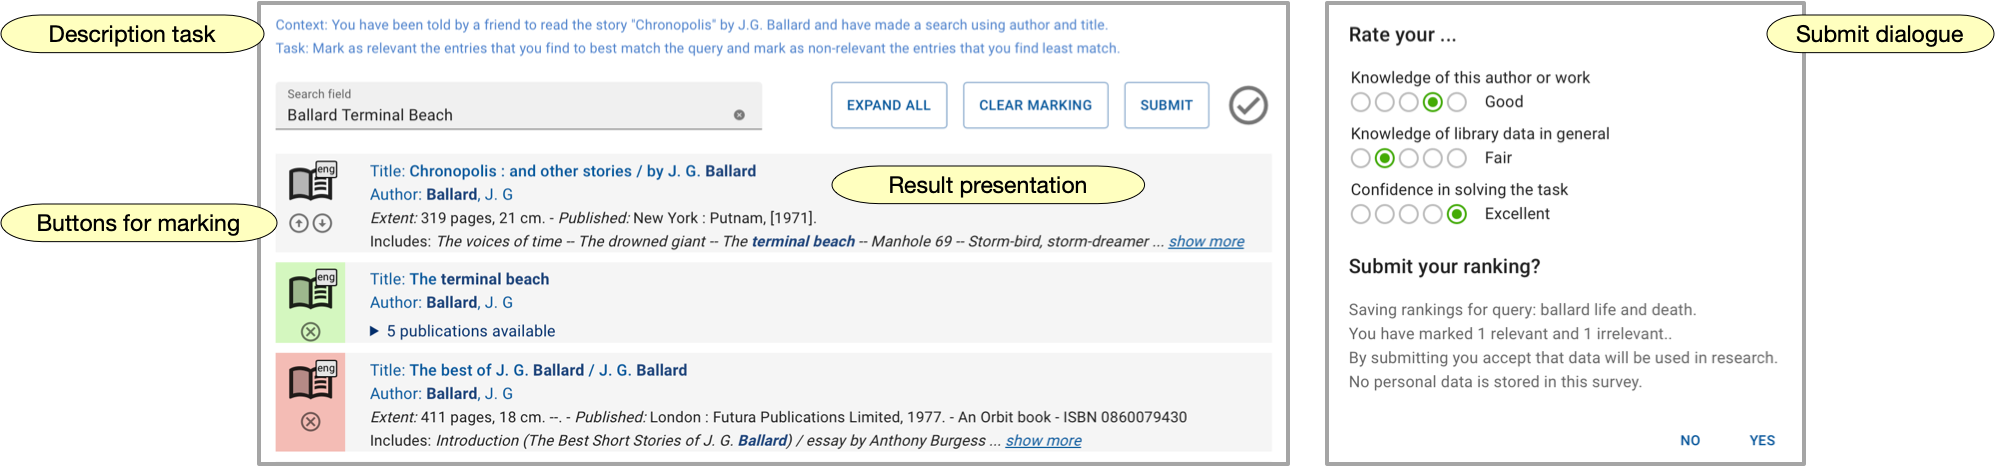 Description task
Context: You have been told by a friend to read the story "Chronopolis" by J.G. Ballard and have made a search using author and title.
Task: Mark as relevant the entries that you find to best match the query and mark as non-relevant the entries that you find least match.
Search field
Ballard Terminal Beach
EXPAND ALL
CLEAR MARKING
SUBMIT
eng
Title: Chronopolis : and other stories / by J. G. Ballard
Author: Ballard, J. G
Result presentation
Buttons for marking
Extent: 319 pages, 21 cm. - Published: New York : Putnam, [1971].
Includes: The voices of time -- The drowned giant -- The terminal beach -- Manhole 69 -- Storm-bird, storm-dreamer ... show more
eng
Title: The terminal beach
Author: Ballard, J. G
5 publications available
eng
Title: The best of J. G. Ballard / J. G. Ballard
Author: Ballard, J. G
Extent: 411 pages, 18 cm. --. - Published: London : Futura Publications Limited, 1977. - An Orbit book - ISBN 0860079430
Includes: Introduction (The Best Short Stories of J. G. Ballard) / essay by Anthony Burgess ... show more
Submit dialogue
Rate your ...
Knowledge of this author or work
Good
Knowledge of library data in general
Fair
Confidence in solving the task
Excellent
Submit your ranking?
Saving rankings for query: ballard life and death.
You have marked 1 relevant and 1 irrelevant..
By submitting you accept that data will be used in research.
No personal data is stored in this survey.
NO
YES